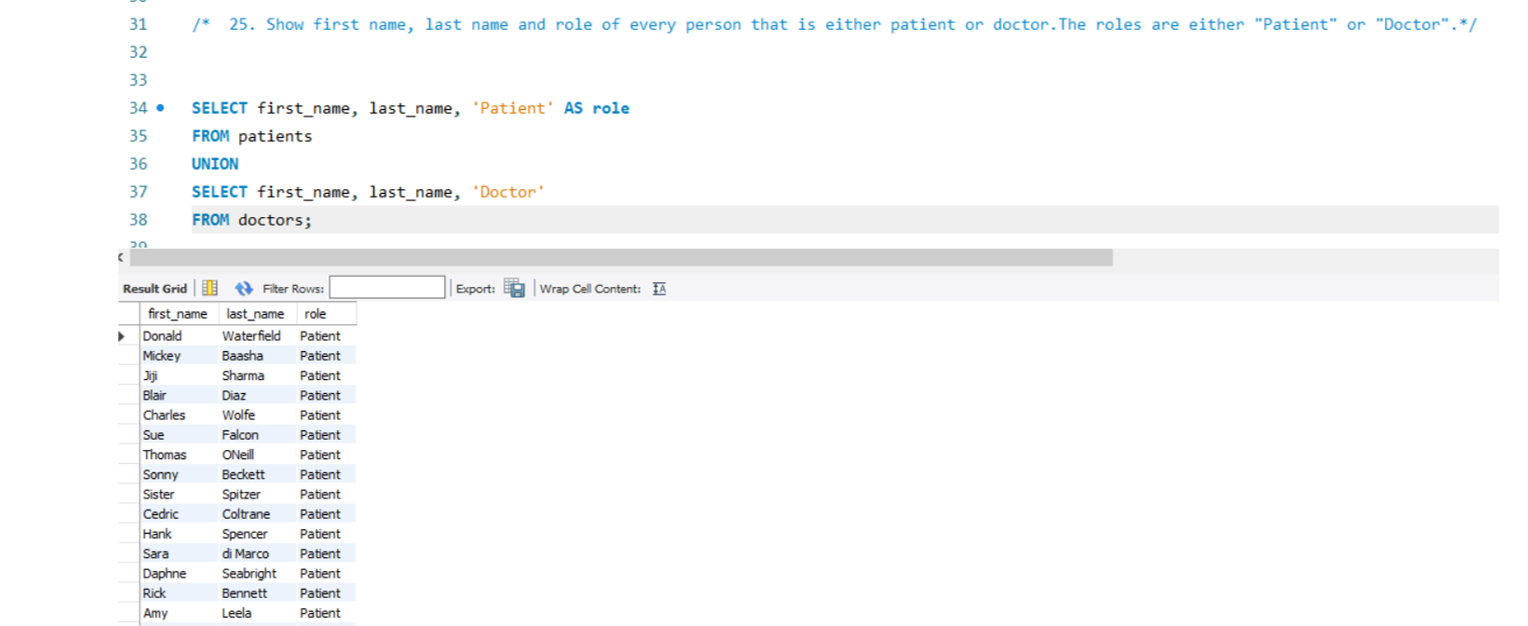 31 /*  25. Show first name, last name and role of every person that is either patient or doctor.The roles are either "Patient" or "Doctor".*/
32
33
34 SELECT first_name, last_name, 'Patient' AS role
35 FROM patients
36 UNION
37 SELECT first_name, last_name, 'Doctor'
38 FROM doctors;
39
Result Grid Filter Rows: Export: Wrap Cell Content:
first_name last_name role
Donald Waterfield Patient
Mickey Baasha Patient
Jiji Sharma Patient
Blair Diaz Patient
Charles Wolfe Patient
Sue Falcon Patient
Thomas ONeill Patient
Sonny Beckett Patient
Sister Spitzer Patient
Cedric Coltrane Patient
Hank Spencer Patient
Sara di Marco Patient
Daphne Seabright Patient
Rick Bennett Patient
Amy Leela Patient